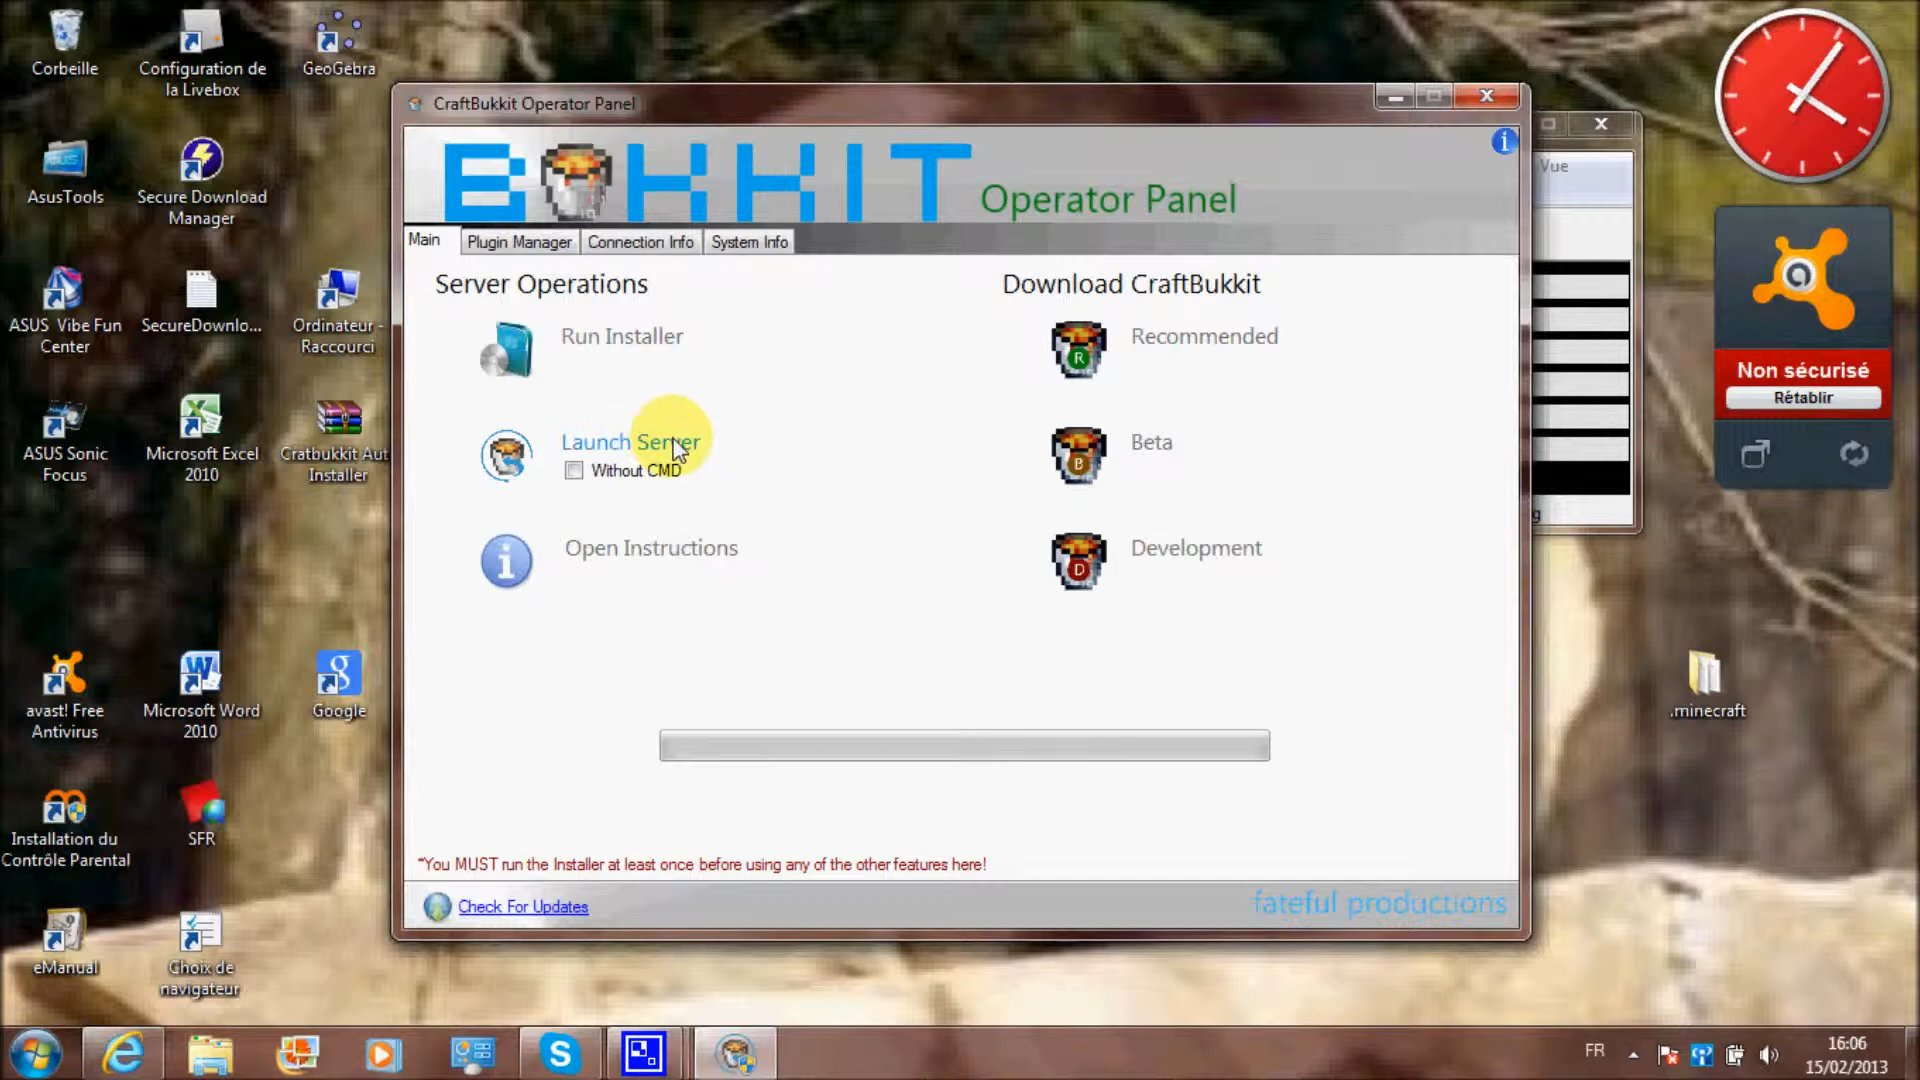 Corbeille
Configuration de
la Livebox
GeoGebra
AsusTools
Secure Download
Manager
ASUS Vibe Fun
Center
SecureDownlo...
Ordinateur -
Raccourci
ASUS Sonic
Focus
Microsoft Excel
2010
Cratbukkit Aut
Installer
avast! Free
Antivirus
Microsoft Word
2010
Google
Installation du
Contrôle Parental
SFR
eManual
Choix de
navigateur
CraftBukkit Operator Panel
BUKKIT Operator Panel
Main
Plugin Manager
Connection Info
System Info
Server Operations
Run Installer
Launch Server
Without CMD
Open Instructions
Download CraftBukkit
R
Recommended
B
Beta
D
Development
*You MUST run the Installer at least once before using any of the other features here!
Check For Updates
fateful productions
Vue
g
Non sécurisé
Rétablir
.minecraft
FR
16:06
15/02/2013